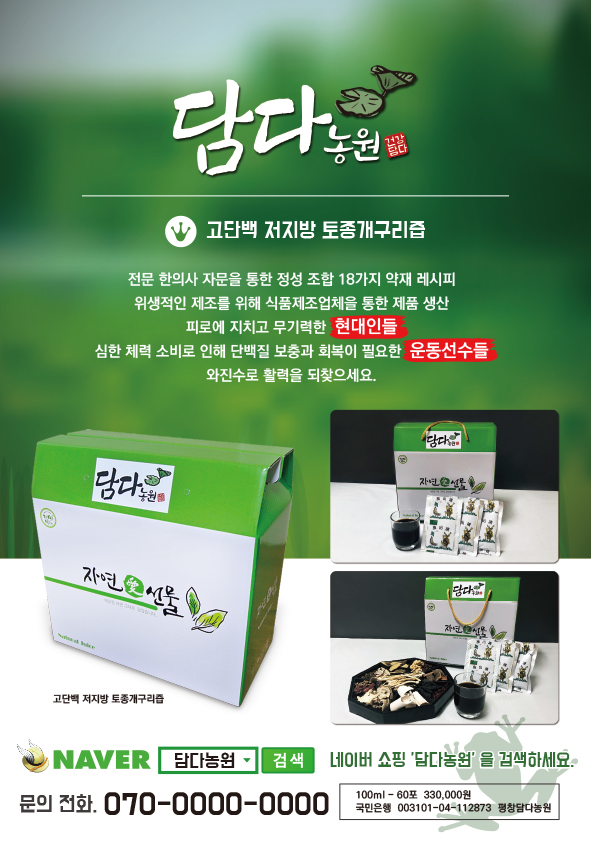 담다
농원
건강
담다
고단백 저지방 토종개구리즙
전문 한의사 자문을 통한 정성 조합 18가지 약재 레시피
위생적인 제조를 위해 식품제조업체을 통한 제품 생산
피로에 지치고 무기력한 현대인들
심한 체력 소비로 인해 단백질 보충과 회복이 필요한 운동선수들
와진수로 활력을 되찾으세요.
담다
농원
자연 愛 선물
Natural Juice
고단백 저지방 토종개구리즙
담다
농원
자연 愛 선물
담다
농원
자연 愛 선물
NAVER 담다농원 검색 네이버 쇼핑 '담다농원' 을 검색하세요.
문의 전화. 070-0000-0000
100ml - 60포 330,000원
국민은행 003101-04-112873 평창담다농원